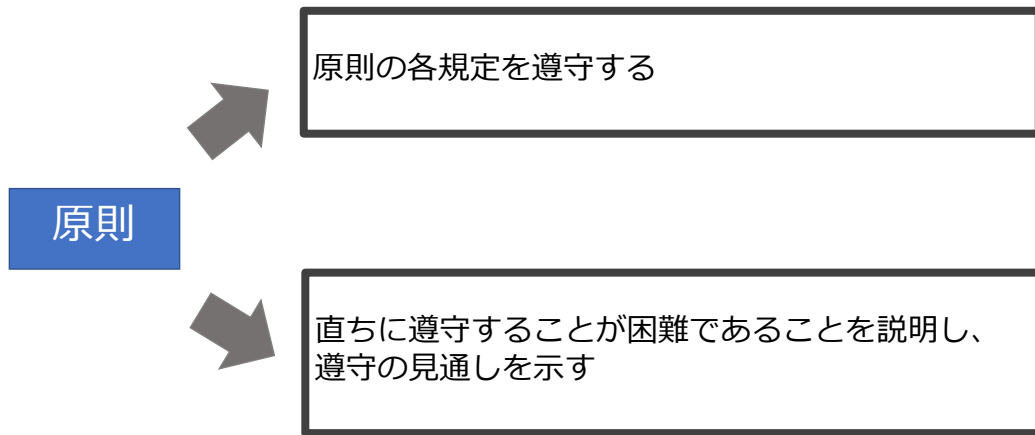 原則の各規定を遵守する
原則
直ちに遵守することが困難であることを説明し、
遵守の見通しを示す